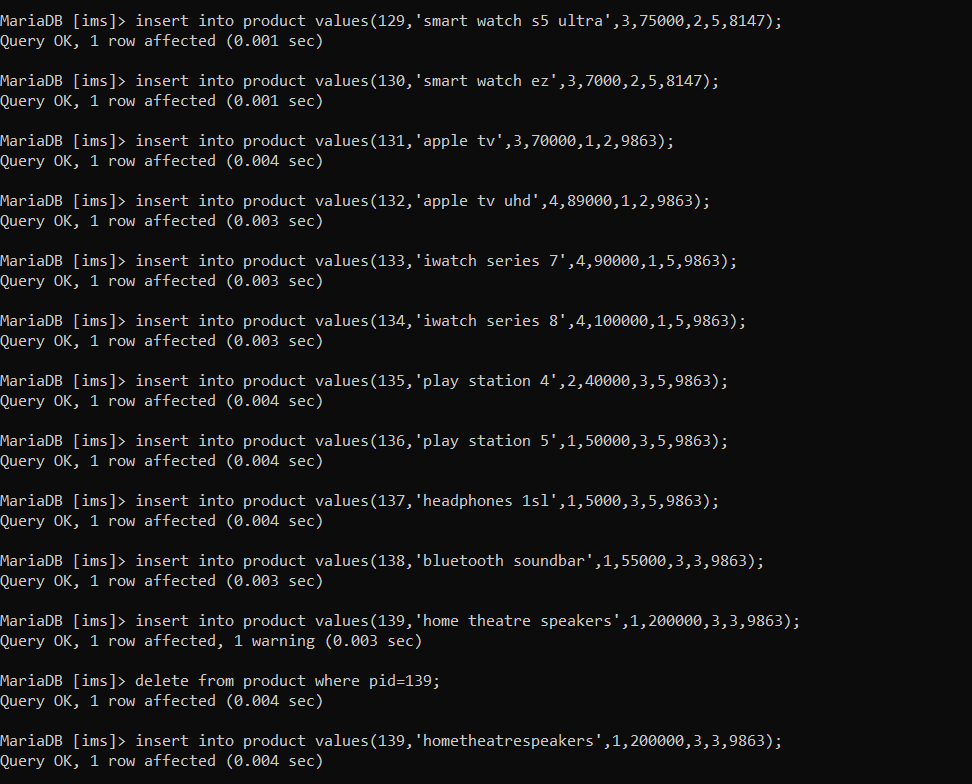 MariaDB [ims]> insert into product values(129,'smart watch s5 ultra',3,75000,2,5,8147);
Query OK, 1 row affected (0.001 sec)
MariaDB [ims]> insert into product values(130,'smart watch ez',3,7000,2,5,8147);
Query OK, 1 row affected (0.001 sec)
MariaDB [ims]> insert into product values(131,'apple tv',3,70000,1,2,9863);
Query OK, 1 row affected (0.004 sec)
MariaDB [ims]> insert into product values(132,'apple tv uhd',4,89000,1,2,9863);
Query OK, 1 row affected (0.003 sec)
MariaDB [ims]> insert into product values(133,'iwatch series 7',4,90000,1,5,9863);
Query OK, 1 row affected (0.003 sec)
MariaDB [ims]> insert into product values(134,'iwatch series 8',4,100000,1,5,9863);
Query OK, 1 row affected (0.003 sec)
MariaDB [ims]> insert into product values(135,'play station 4',2,40000,3,5,9863);
Query OK, 1 row affected (0.004 sec)
MariaDB [ims]> insert into product values(136,'play station 5',1,50000,3,5,9863);
Query OK, 1 row affected (0.004 sec)
MariaDB [ims]> insert into product values(137,'headphones 1sl',1,5000,3,5,9863);
Query OK, 1 row affected (0.004 sec)
MariaDB [ims]> insert into product values(138,'bluetooth soundbar',1,55000,3,3,9863);
Query OK, 1 row affected (0.003 sec)
MariaDB [ims]> insert into product values(139,'home theatre speakers',1,200000,3,3,9863);
Query OK, 1 row affected, 1 warning (0.003 sec)
MariaDB [ims]> delete from product where pid=139;
Query OK, 1 row affected (0.004 sec)
MariaDB [ims]> insert into product values(139,'hometheatrespeakers',1,200000,3,3,9863);
Query OK, 1 row affected (0.004 sec)